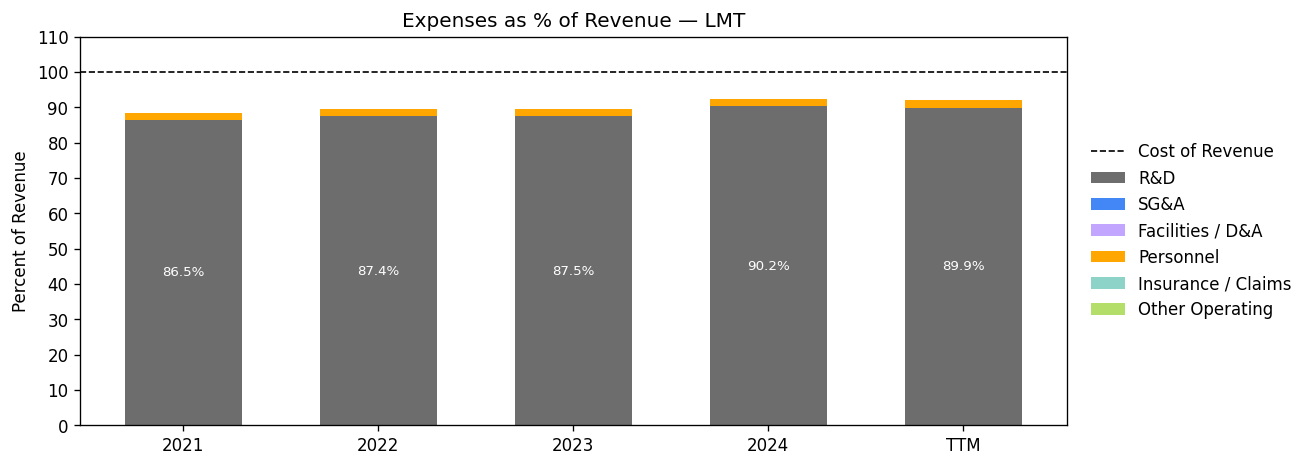 Expenses as % of Revenue — LMT
Percent of Revenue
110
100
90
80
70
60
50
40
30
20
10
0
86.5%
87.4%
87.5%
90.2%
89.9%
2021
2022
2023
2024
TTM
Cost of Revenue
R&D
SG&A
Facilities / D&A
Personnel
Insurance / Claims
Other Operating